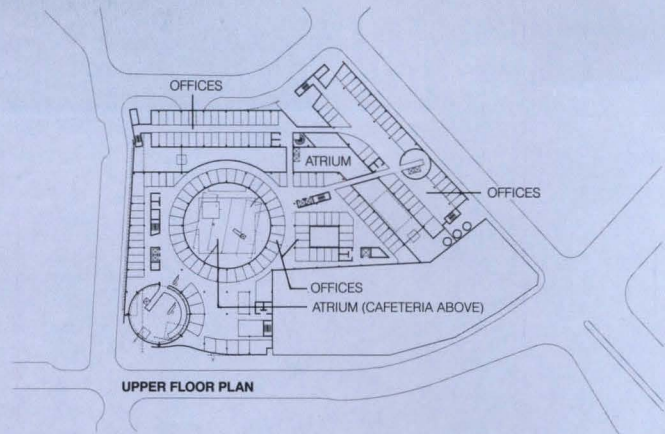 OFFICES
ATRIUM
OFFICES
OFFICES
ATRIUM (CAFETERIA ABOVE)
UPPER FLOOR PLAN